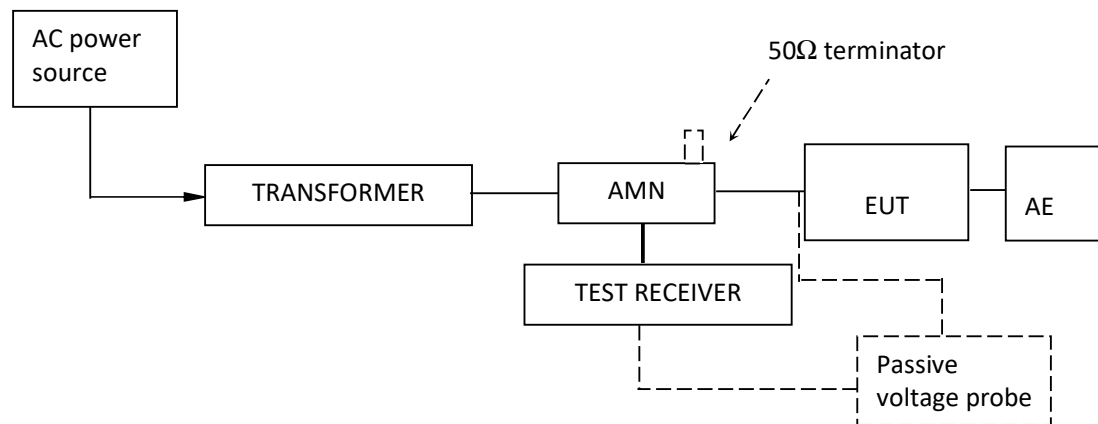 AC power
source
50Ω terminator
TRANSFORMER
AMN
EUT
AE
TEST RECEIVER
Passive
voltage probe